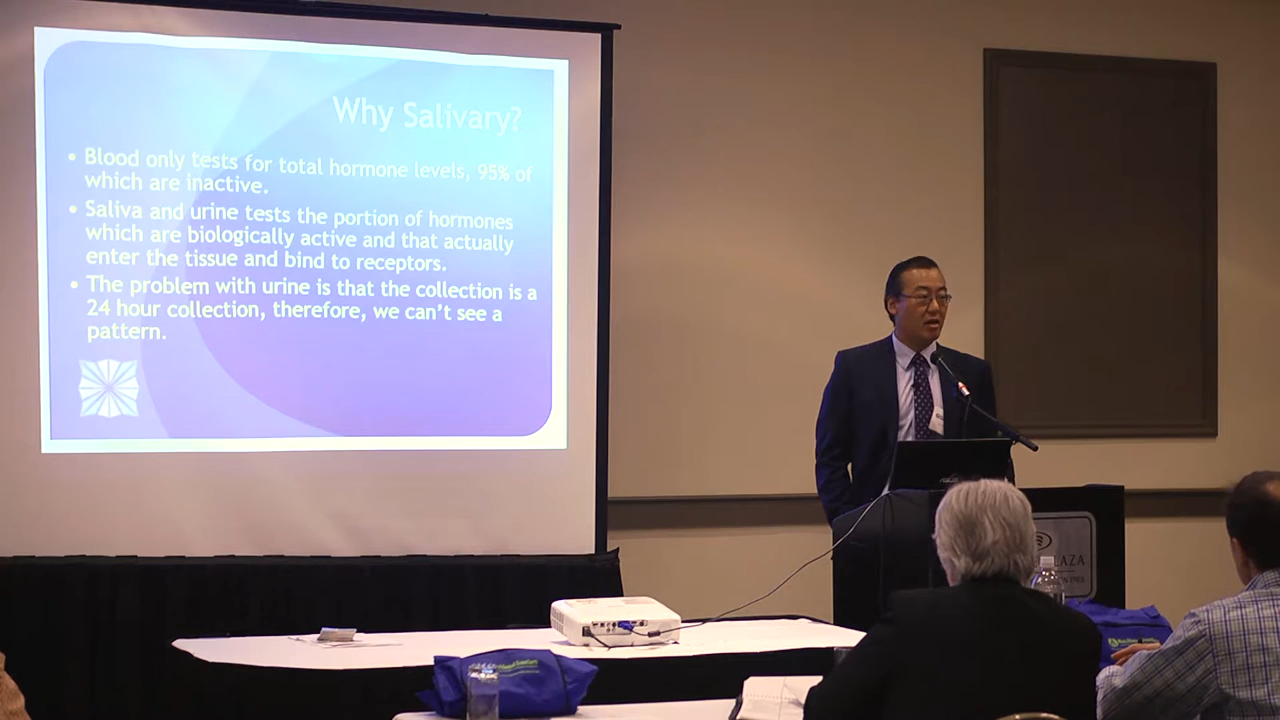 Why Salivary?
• Blood only tests for total hormone levels, 95% of
which are inactive.
• Saliva and urine tests the portion of hormones
which are biologically active and that actually
enter the tissue and bind to receptors.
• The problem with urine is that the collection is a
24 hour collection, therefore, we can't see a
pattern.
LAZA